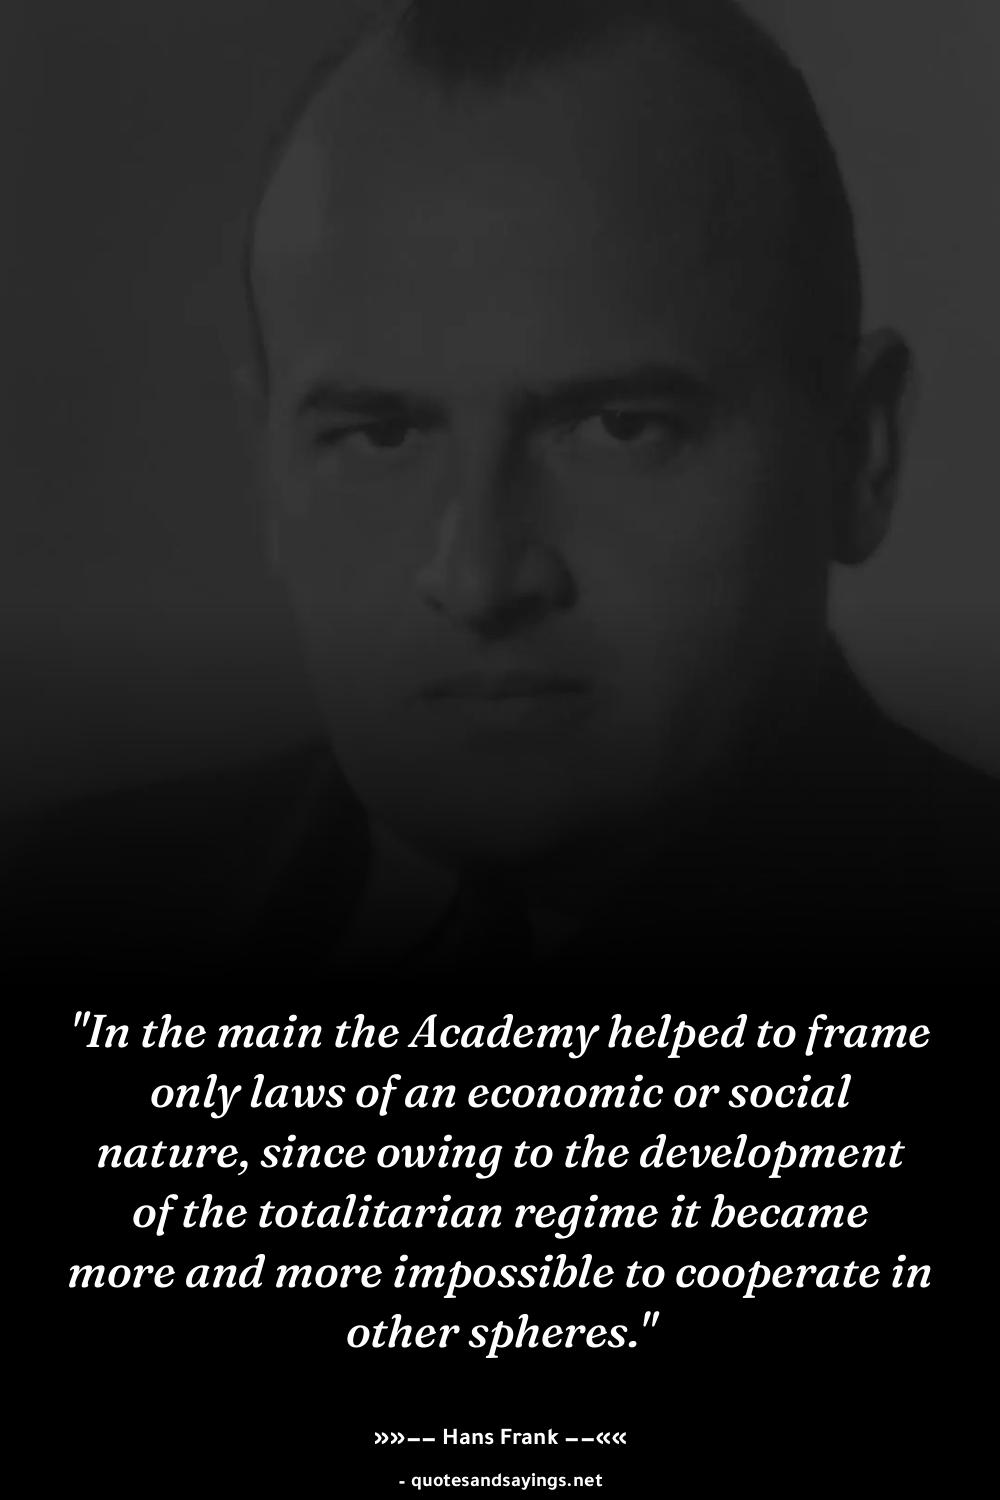 "In the main the Academy helped to frame
only laws of an economic or social
nature, since owing to the development
of the totalitarian regime it became
more and more impossible to cooperate in
other spheres."
»»–– Hans Frank ––««
- quotesandsayings.net